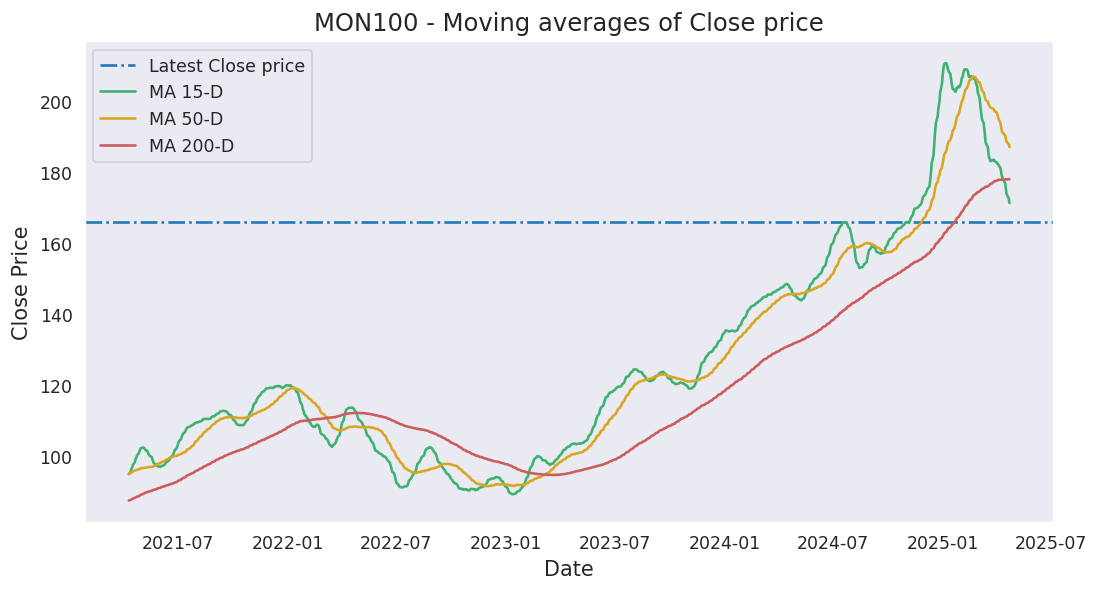 MON100 - Moving averages of Close price
Latest Close price
MA 15-D
MA 50-D
MA 200-D
Close Price
200
180
160
140
120
100
2021-07 2022-01 2022-07 2023-01 2023-07 2024-01 2024-07 2025-01 2025-07
Date